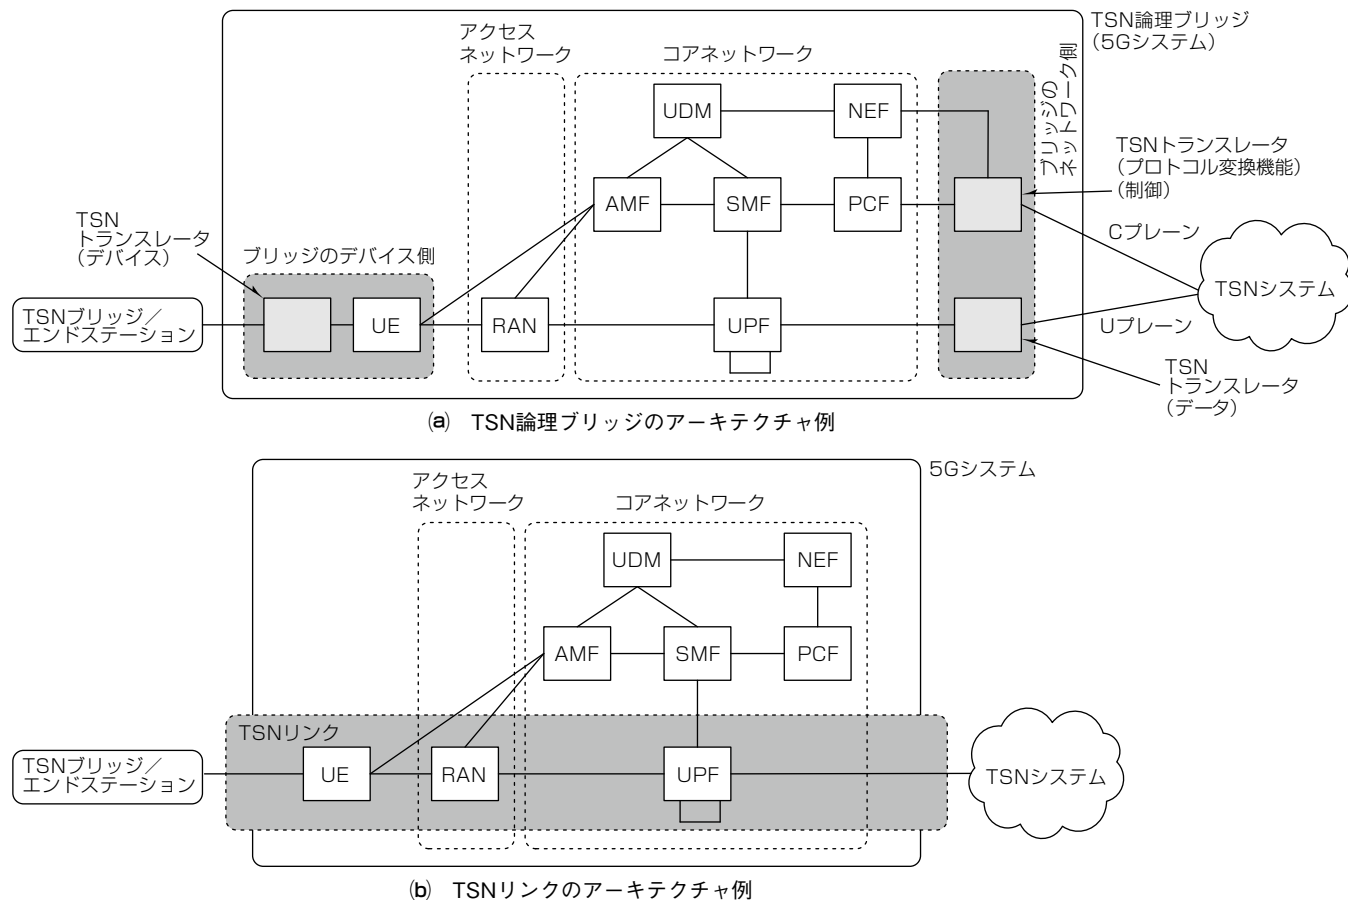 TSN論理ブリッジ
(5Gシステム)
アクセス
ネットワーク
コアネットワーク
ブリッジの
ネットワーク側
UDM
NEF
TSNトランスレータ
(プロトコル変換機能)
(制御)
AMF
SMF
PCF
TSN
トランスレータ
(デバイス)
ブリッジのデバイス側
Cプレーン
TSNブリッジ/
エンドステーション
UE
RAN
UPF
TSNシステム
Uプレーン
TSN
トランスレータ
(データ)
(a) TSN論理ブリッジのアーキテクチャ例
5Gシステム
アクセス
ネットワーク
コアネットワーク
UDM
NEF
AMF
SMF
PCF
TSNリンク
TSNブリッジ/
エンドステーション
UE
RAN
UPF
TSNシステム
(b) TSNリンクのアーキテクチャ例